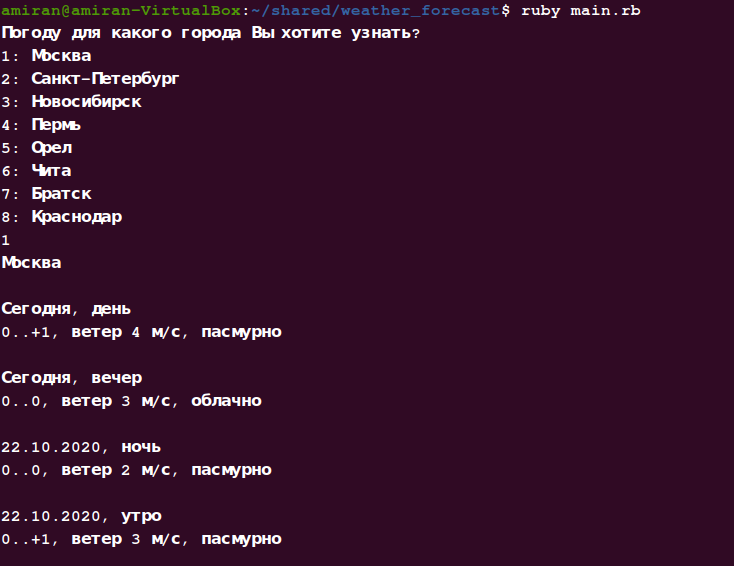 amiran@amiran-VirtualBox:~/shared/weather_forecast$ ruby main.rb
Погоду для какого города Вы хотите узнать?
1: Москва
2: Санкт-Петербург
3: Новосибирск
4: Пермь
5: Орел
6: Чита
7: Братск
8: Краснодар
1
Москва
Сегодня, день
0..+1, ветер 4 м/с, пасмурно
Сегодня, вечер
0..0, ветер 3 м/с, облачно
22.10.2020, ночь
0..0, ветер 2 м/с, пасмурно
22.10.2020, утро
0..+1, ветер 3 м/с, пасмурно